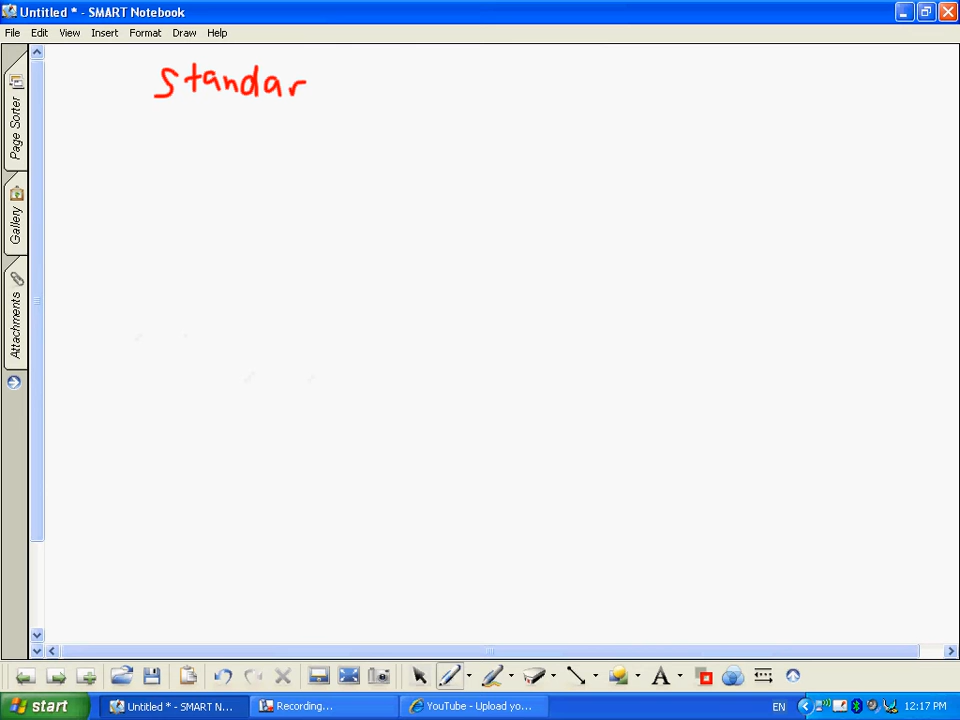 Untitled * - SMART Notebook
File Edit View Insert Format Draw Help
Standar
Page Sorter
Gallery
Attachments
start
Untitled * - SMART N...
Recording...
YouTube - Upload yo...
EN
12:17 PM